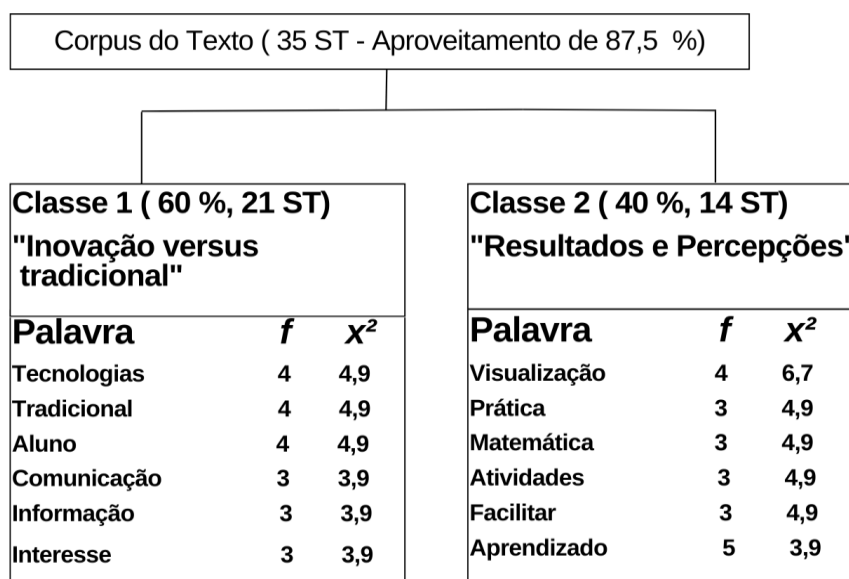 Corpus do Texto ( 35 ST - Aproveitamento de 87,5 %)
Classe 1 ( 60 %, 21 ST)
"Inovação versus
tradicional"
Palavra f x²
Tecnologias 4 4,9
Tradicional 4 4,9
Aluno 4 4,9
Comunicação 3 3,9
Informação 3 3,9
Interesse 3 3,9
Classe 2 ( 40 %, 14 ST)
"Resultados e Percepções"
Palavra f x²
Visualização 4 6,7
Prática 3 4,9
Matemática 3 4,9
Atividades 3 4,9
Facilitar 3 4,9
Aprendizado 5 3,9